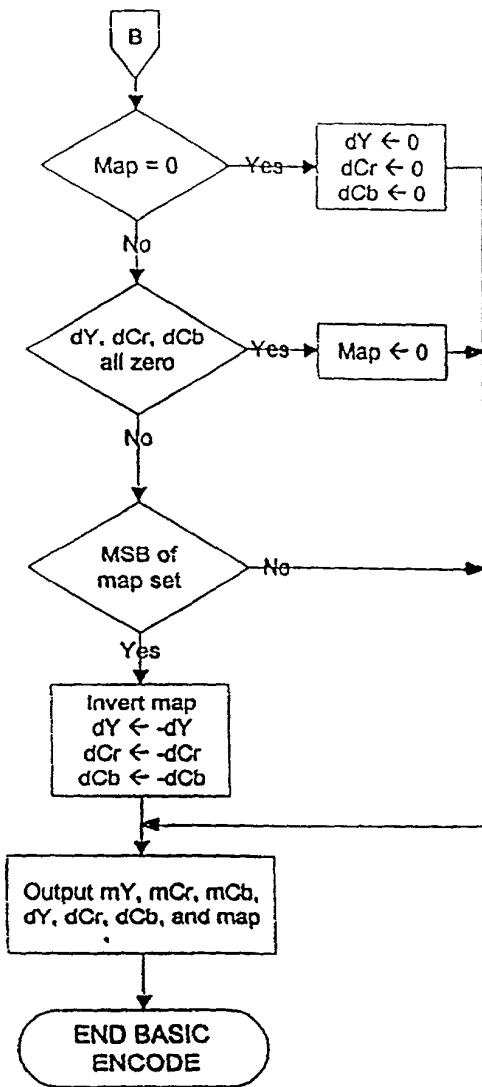 B
Map = 0
Yes
dY ← 0
dCr ← 0
dCb ← 0
No
dY, dCr, dCb
all zero
Yes
Map ← 0
No
MSB of
map set
No
Yes
Invert map
dY ← -dY
dCr ← -dCr
dCb ← -dCb
Output mY, mCr, mCb,
dY, dCr, dCb, and map
END BASIC
ENCODE